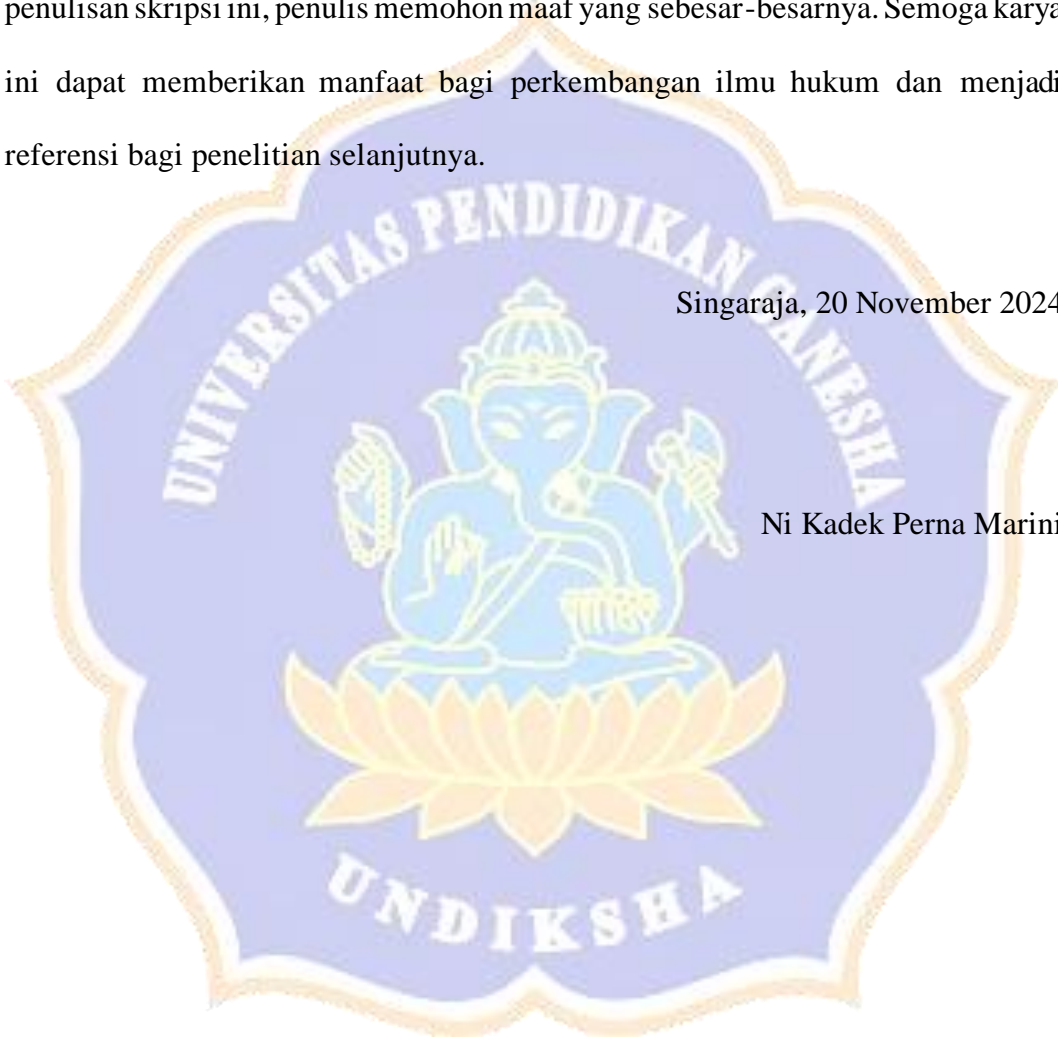 penulisan skripsi ini, penulis memohon maaf yang sebesar-besarnya. Semoga karya
ini dapat memberikan manfaat bagi perkembangan ilmu hukum dan menjadi
referensi bagi penelitian selanjutnya.
UNIVERSITAS PENDIDIKAN GANESHA
Singaraja, 20 November 2024
Ni Kadek Perna Marini
UNDIKSHA